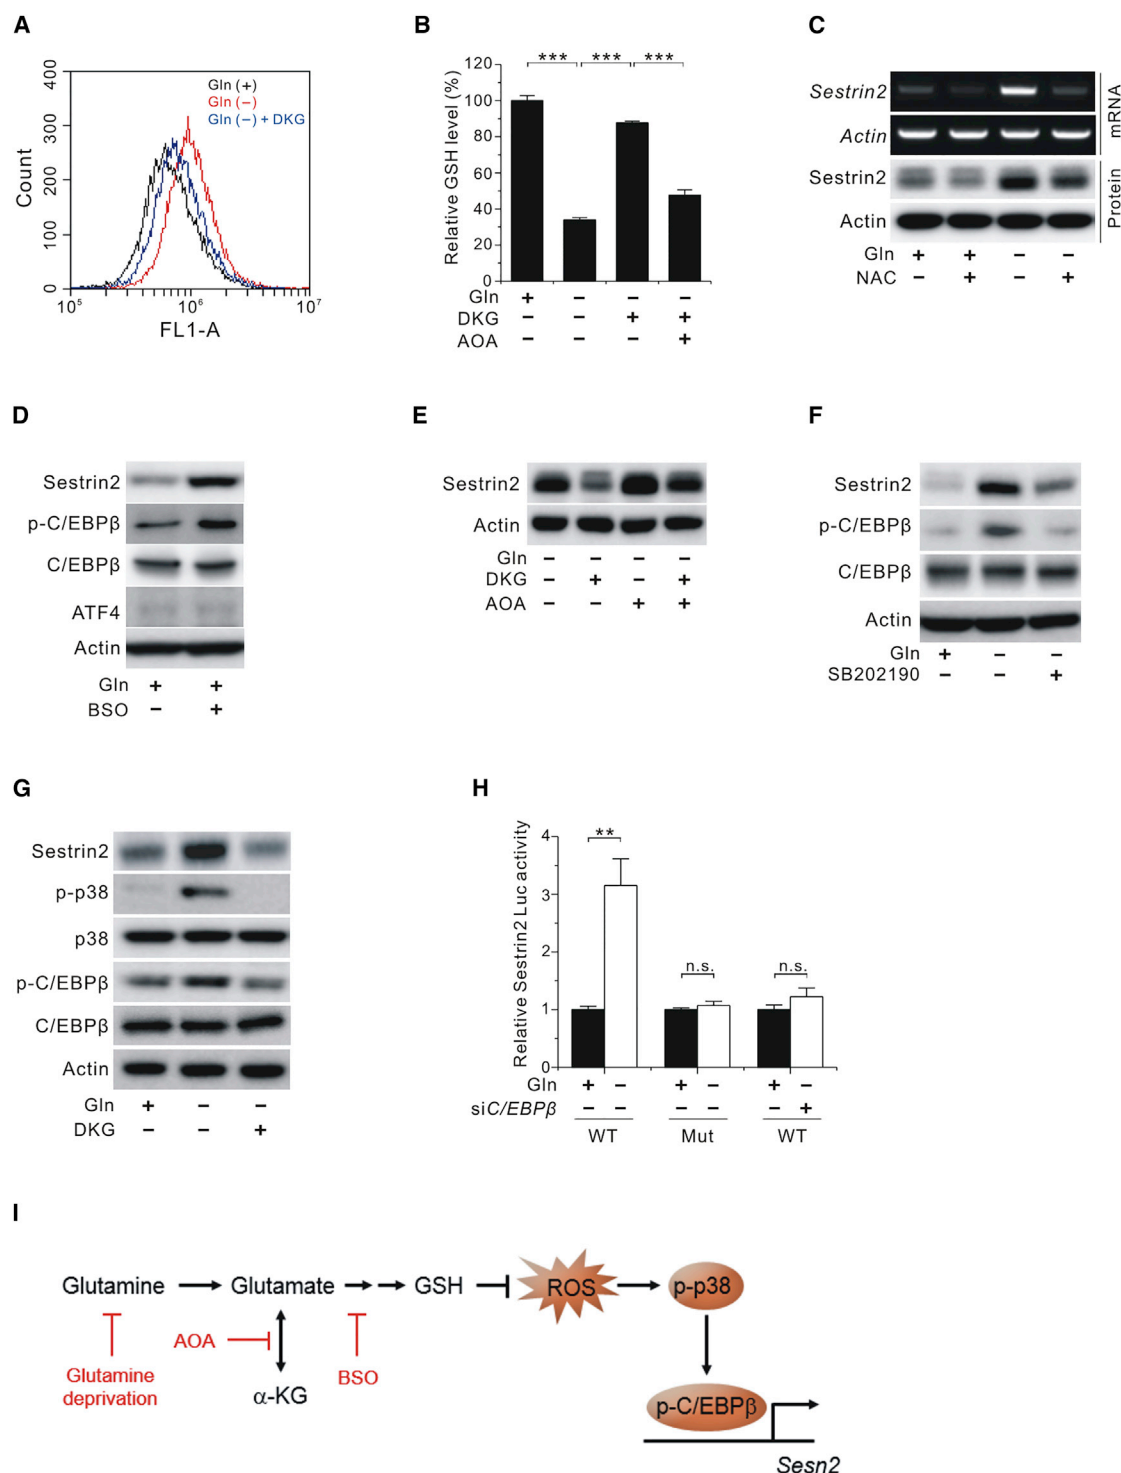 A
400
300
200
100
0
Count
Gln (+)
Gln (−)
Gln (−) + DKG
10⁵ 10⁶ 10⁷
FL1-A
B
*** *** ***
120
100
80
60
40
20
0
Relative GSH level (%)
Gln + − − −
DKG − − + +
AOA − − − +
C
Sestrin2
Actin
mRNA
Sestrin2
Actin
Protein
Gln + + − −
NAC − + − +
D
Sestrin2
p-C/EBPβ
C/EBPβ
ATF4
Actin
Gln + +
BSO − +
E
Sestrin2
Actin
Gln − − − −
DKG − + − +
AOA − − + +
F
Sestrin2
p-C/EBPβ
C/EBPβ
Actin
Gln + − −
SB202190 − − +
G
Sestrin2
p-p38
p38
p-C/EBPβ
C/EBPβ
Actin
Gln + − −
DKG − − +
H
4
3
2
1
0
Relative Sestrin2 Luc activity
** n.s. n.s.
Gln + − + − + −
siC/EBPβ − − − − − +
WT Mut WT
I
Glutamine Glutamate GSH ROS p-p38
AOA
Glutamine
deprivation
α-KG
BSO
p-C/EBPβ
Sesn2